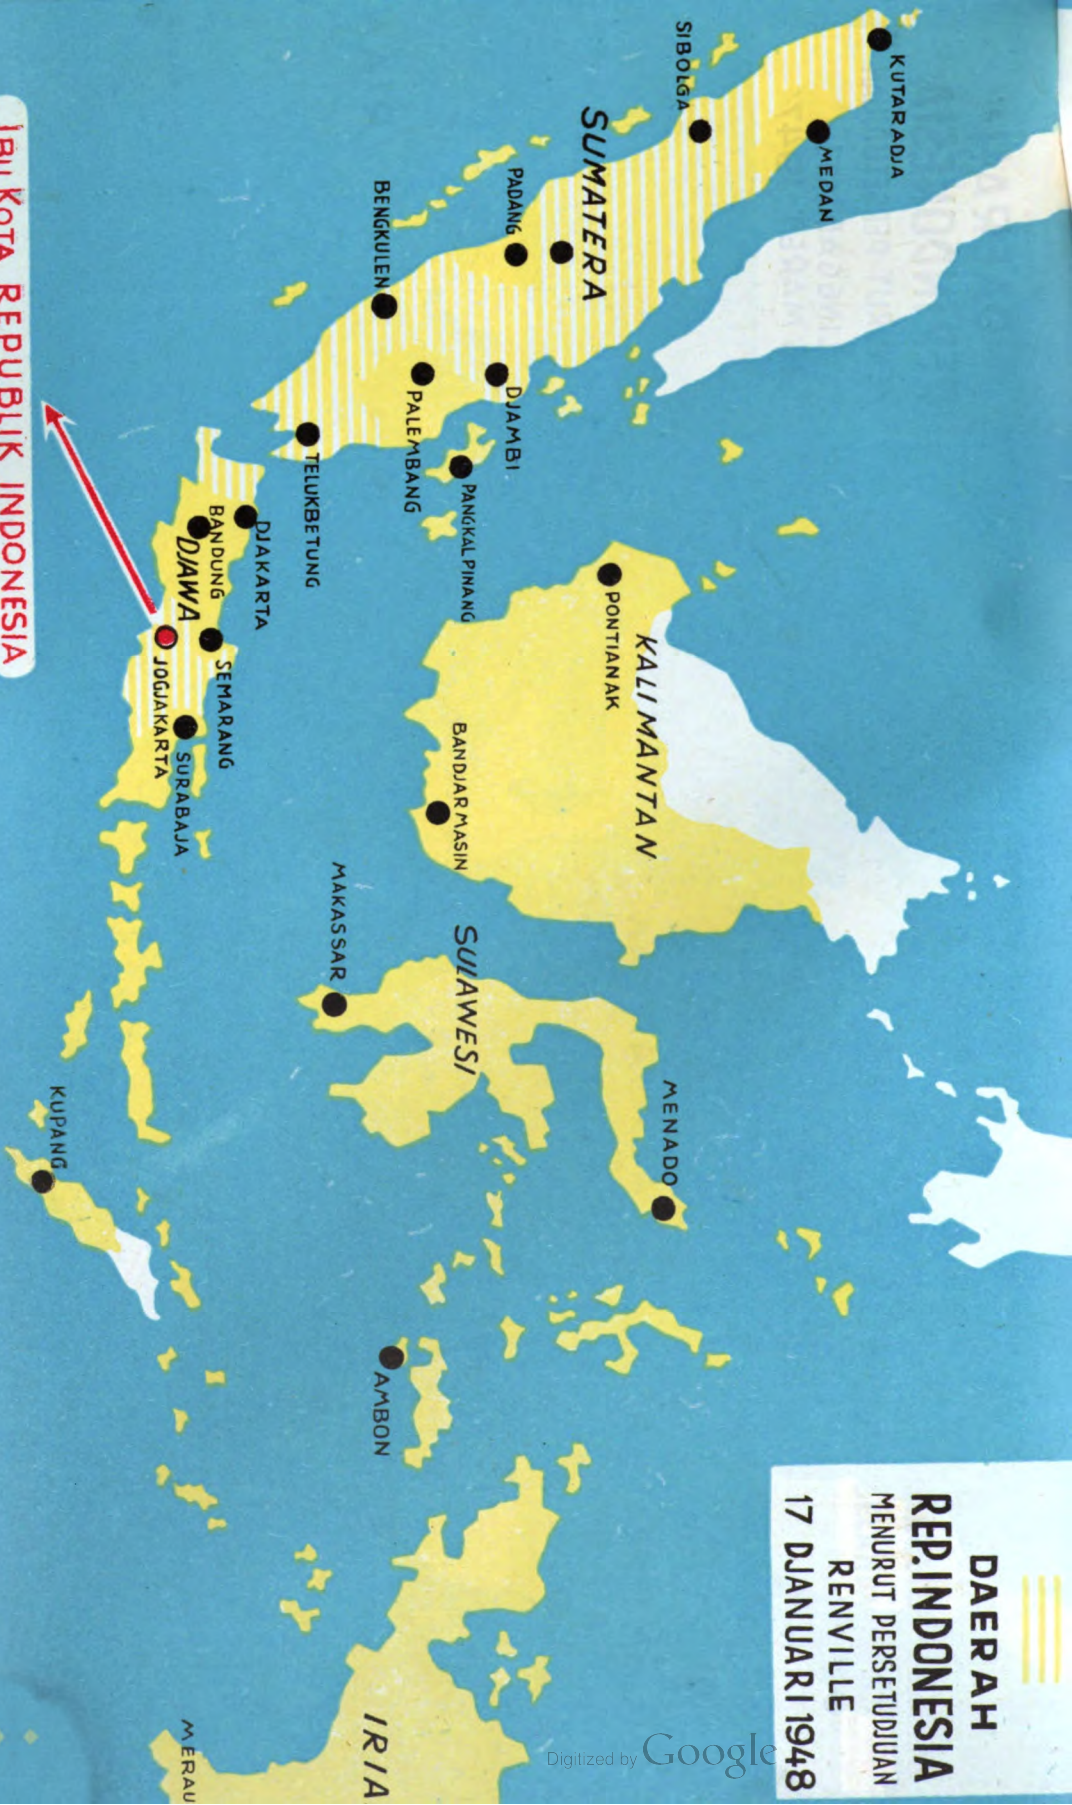 DAERAH
REP. INDONESIA
MENURUT PERSETUDJUAN
RENVILLE
17 DJANUARI 1948
KUTARADJA
MEDAN
SIBOLGA
SUMATERA
PADANG
BENGKULEN
DJAMBI
PALEMBANG
PANGKALPINANG
TELUKBETUNG
DJAKARTA
BANDUNG
DJAWA
SEMARANG
JOGJAKARTA
SURABAJA
PONTIANAK
KALIMANTAN
BANDJARMASIN
MAKASSAR
SULAWESI
MENADO
KUPANG
AMBON
IRIA
MERAU
IBU KOTA REPUBLIK INDONESIA
Digitized by Google